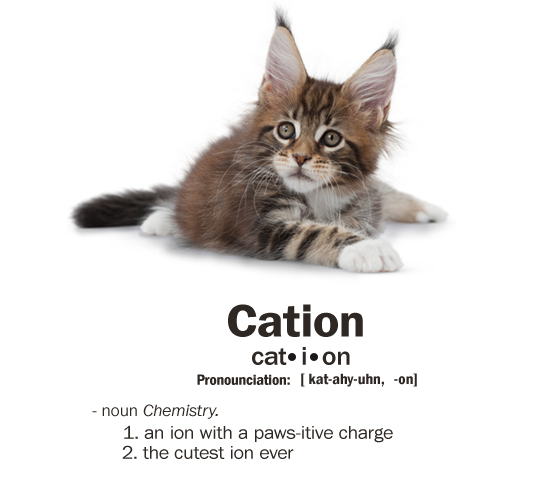 Cation
cat•i•on
Pronounciation: [ kat-ahy-uhn, -on]
- noun Chemistry.
1. an ion with a paws-itive charge
2. the cutest ion ever